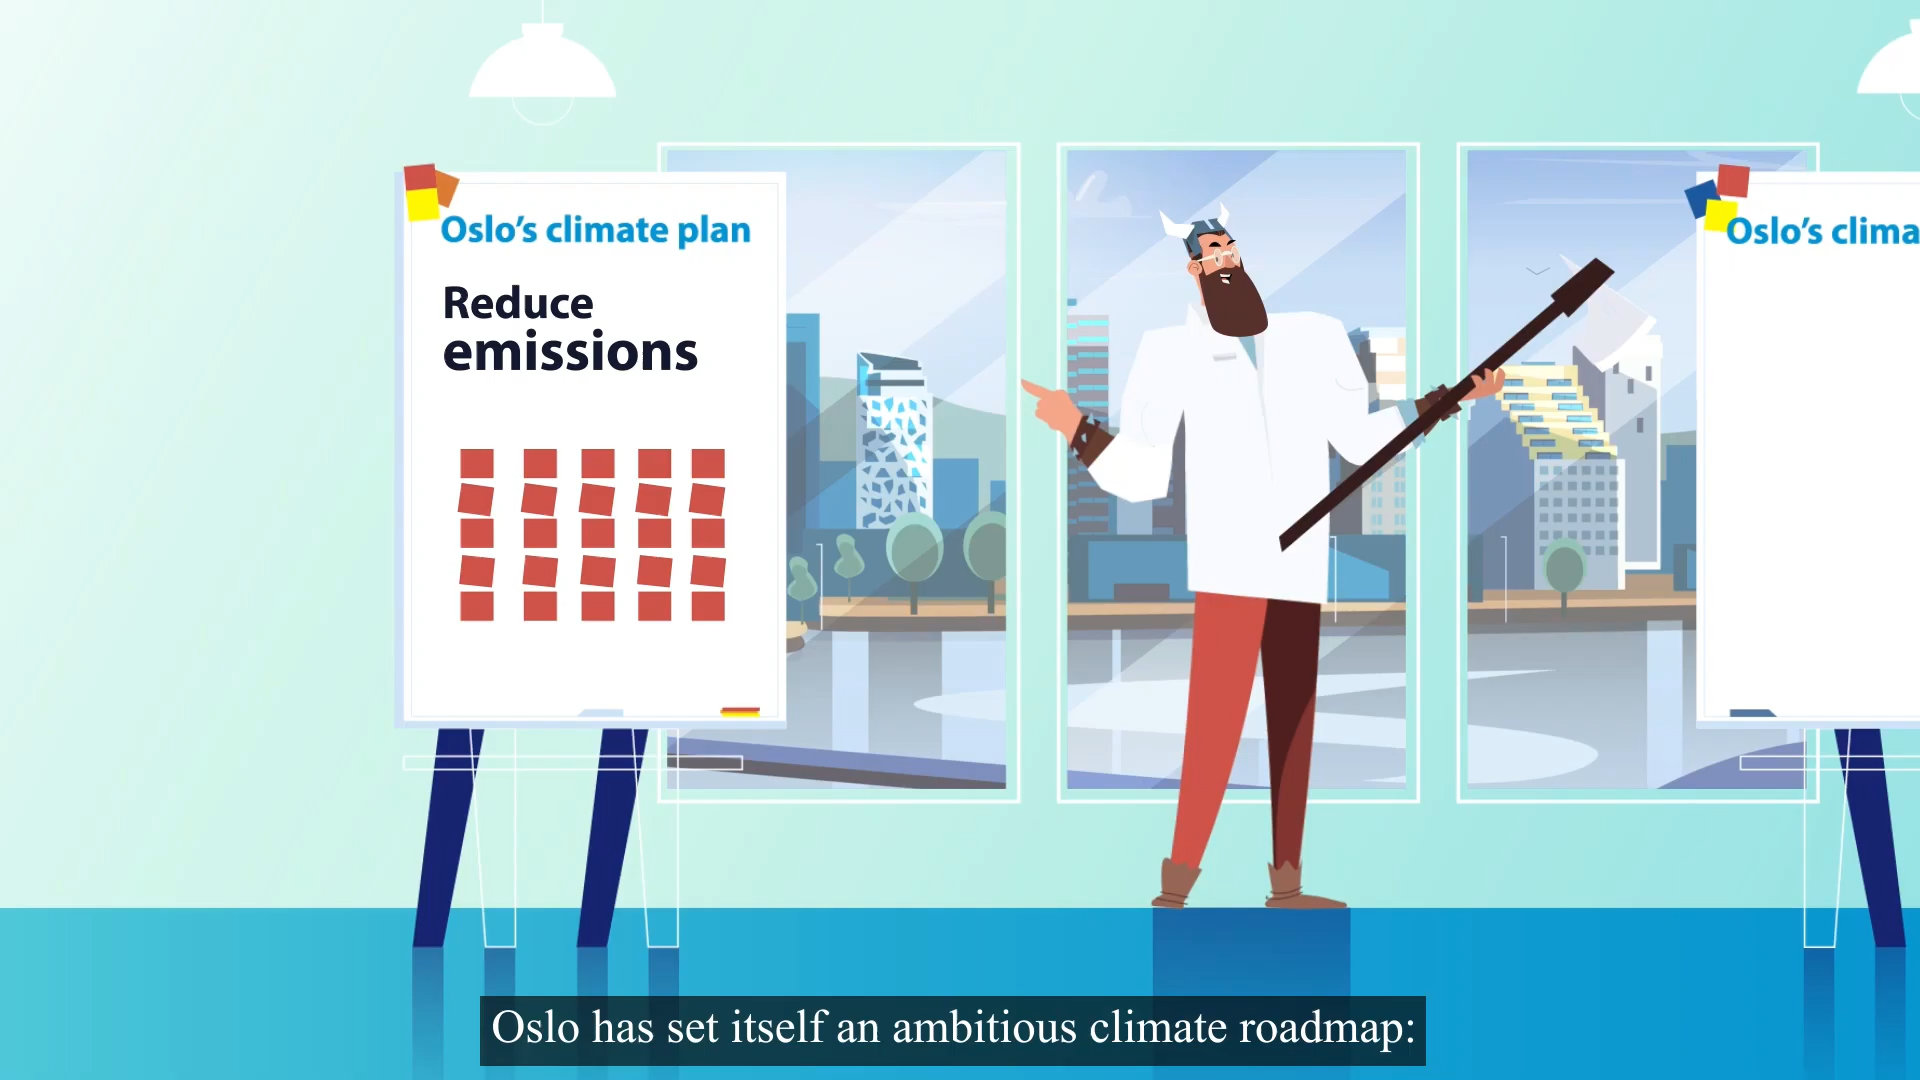 Oslo's climate plan
Reduce
emissions
Oslo's clima
Oslo has set itself an ambitious climate roadmap: